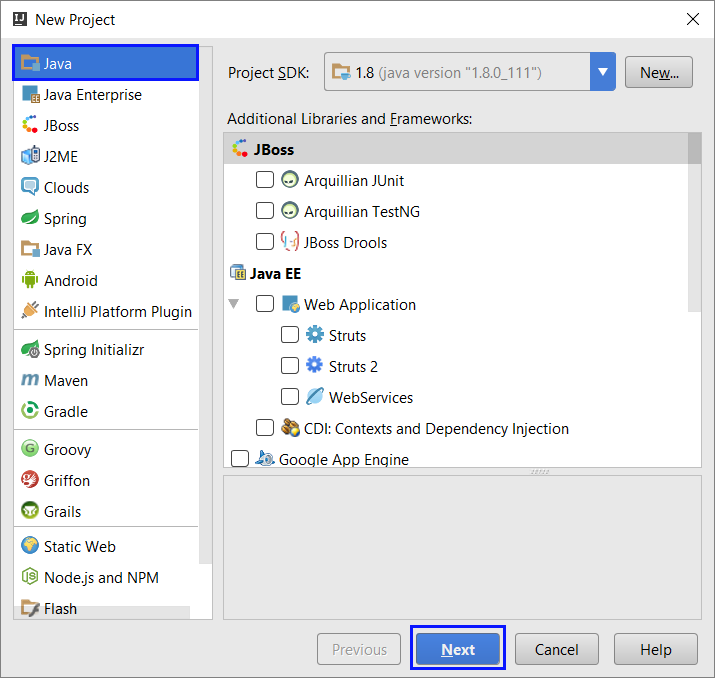 New Project
Java
Java Enterprise
JBoss
J2ME
Clouds
Spring
Java FX
Android
IntelliJ Platform Plugin
Spring Initializr
Maven
Gradle
Groovy
Griffon
Grails
Static Web
Node.js and NPM
Flash
Project SDK: 1.8 (java version "1.8.0_111") New...
Additional Libraries and Frameworks:
JBoss
Arquillian JUnit
Arquillian TestNG
JBoss Drools
Java EE
Web Application
Struts
Struts 2
WebServices
CDI: Contexts and Dependency Injection
Google App Engine
Previous Next Cancel Help